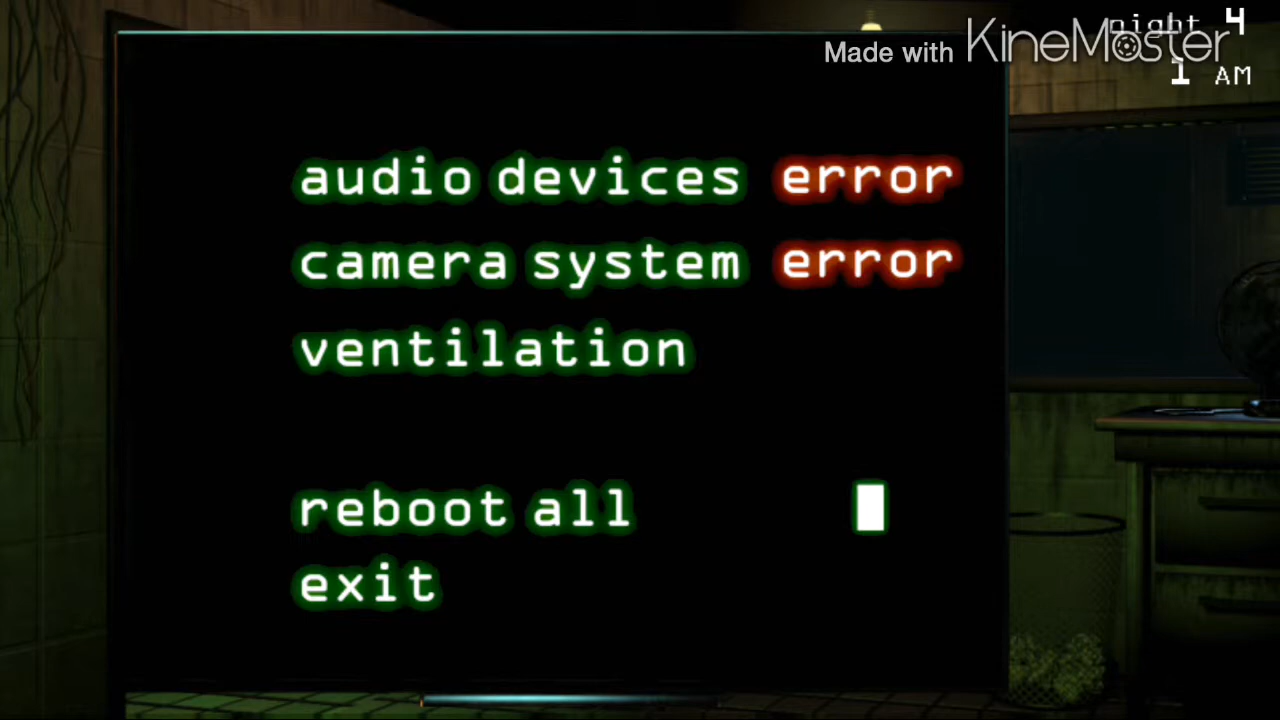 night 4
Made with KineMaster
1 AM
audio devices error
camera system error
ventilation
reboot all
exit